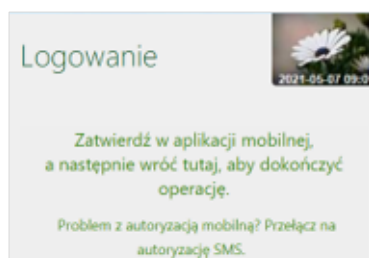 Logowanie
2021-05-07 09:0
Zatwierdź w aplikacji mobilnej,
a następnie wróć tutaj, aby dokończyć
operację.
Problem z autoryzacją mobilną? Przełącz na
autoryzację SMS.